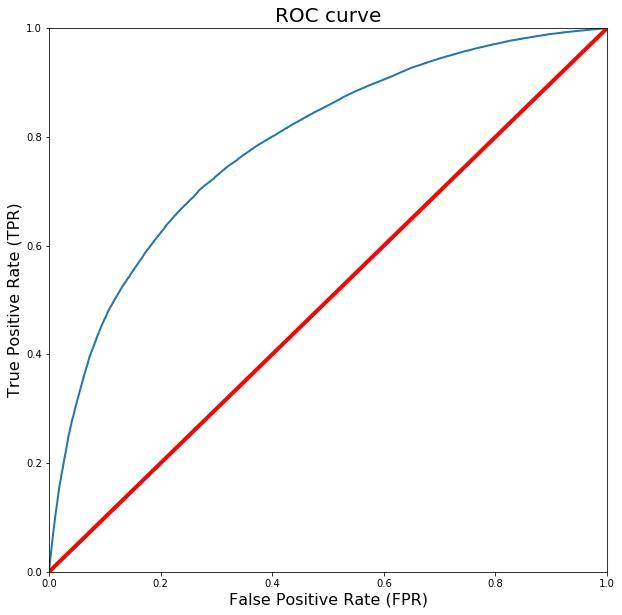 ROC curve
1.0
0.8
0.6
0.4
0.2
0.0
True Positive Rate (TPR)
0.0 0.2 0.4 0.6 0.8 1.0
False Positive Rate (FPR)